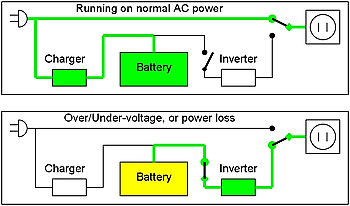 Running on normal AC power
Charger
Battery
Inverter
Over/Under-voltage, or power loss
Charger
Battery
Inverter